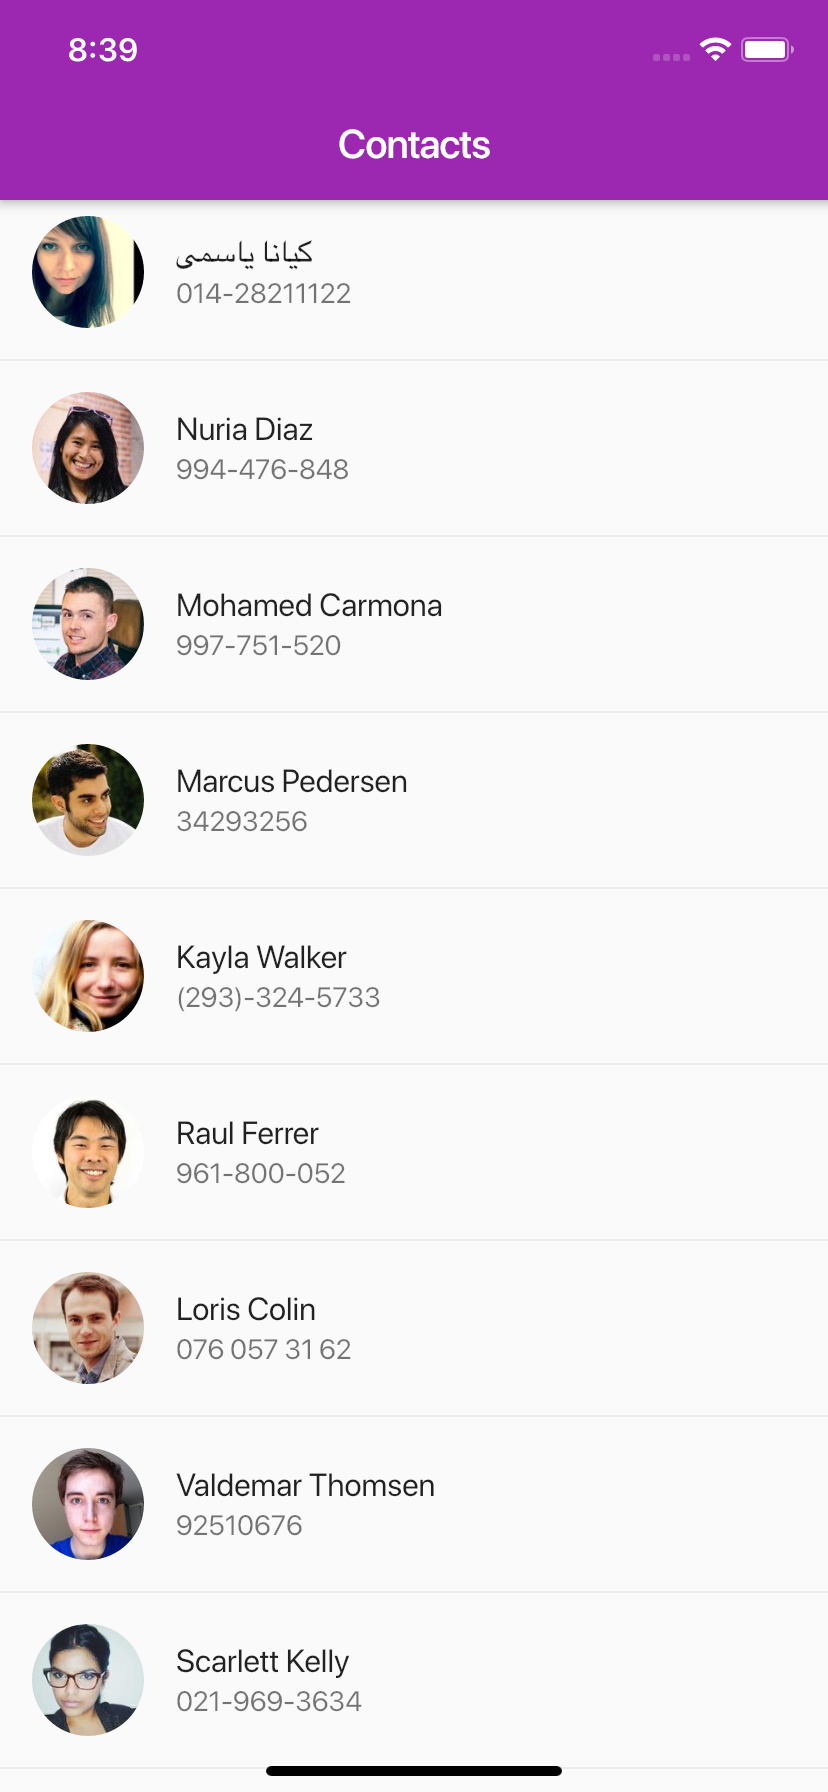 8:39
Contacts
کیانا یاسمی
014-28211122
Nuria Diaz
994-476-848
Mohamed Carmona
997-751-520
Marcus Pedersen
34293256
Kayla Walker
(293)-324-5733
Raul Ferrer
961-800-052
Loris Colin
076 057 31 62
Valdemar Thomsen
92510676
Scarlett Kelly
021-969-3634